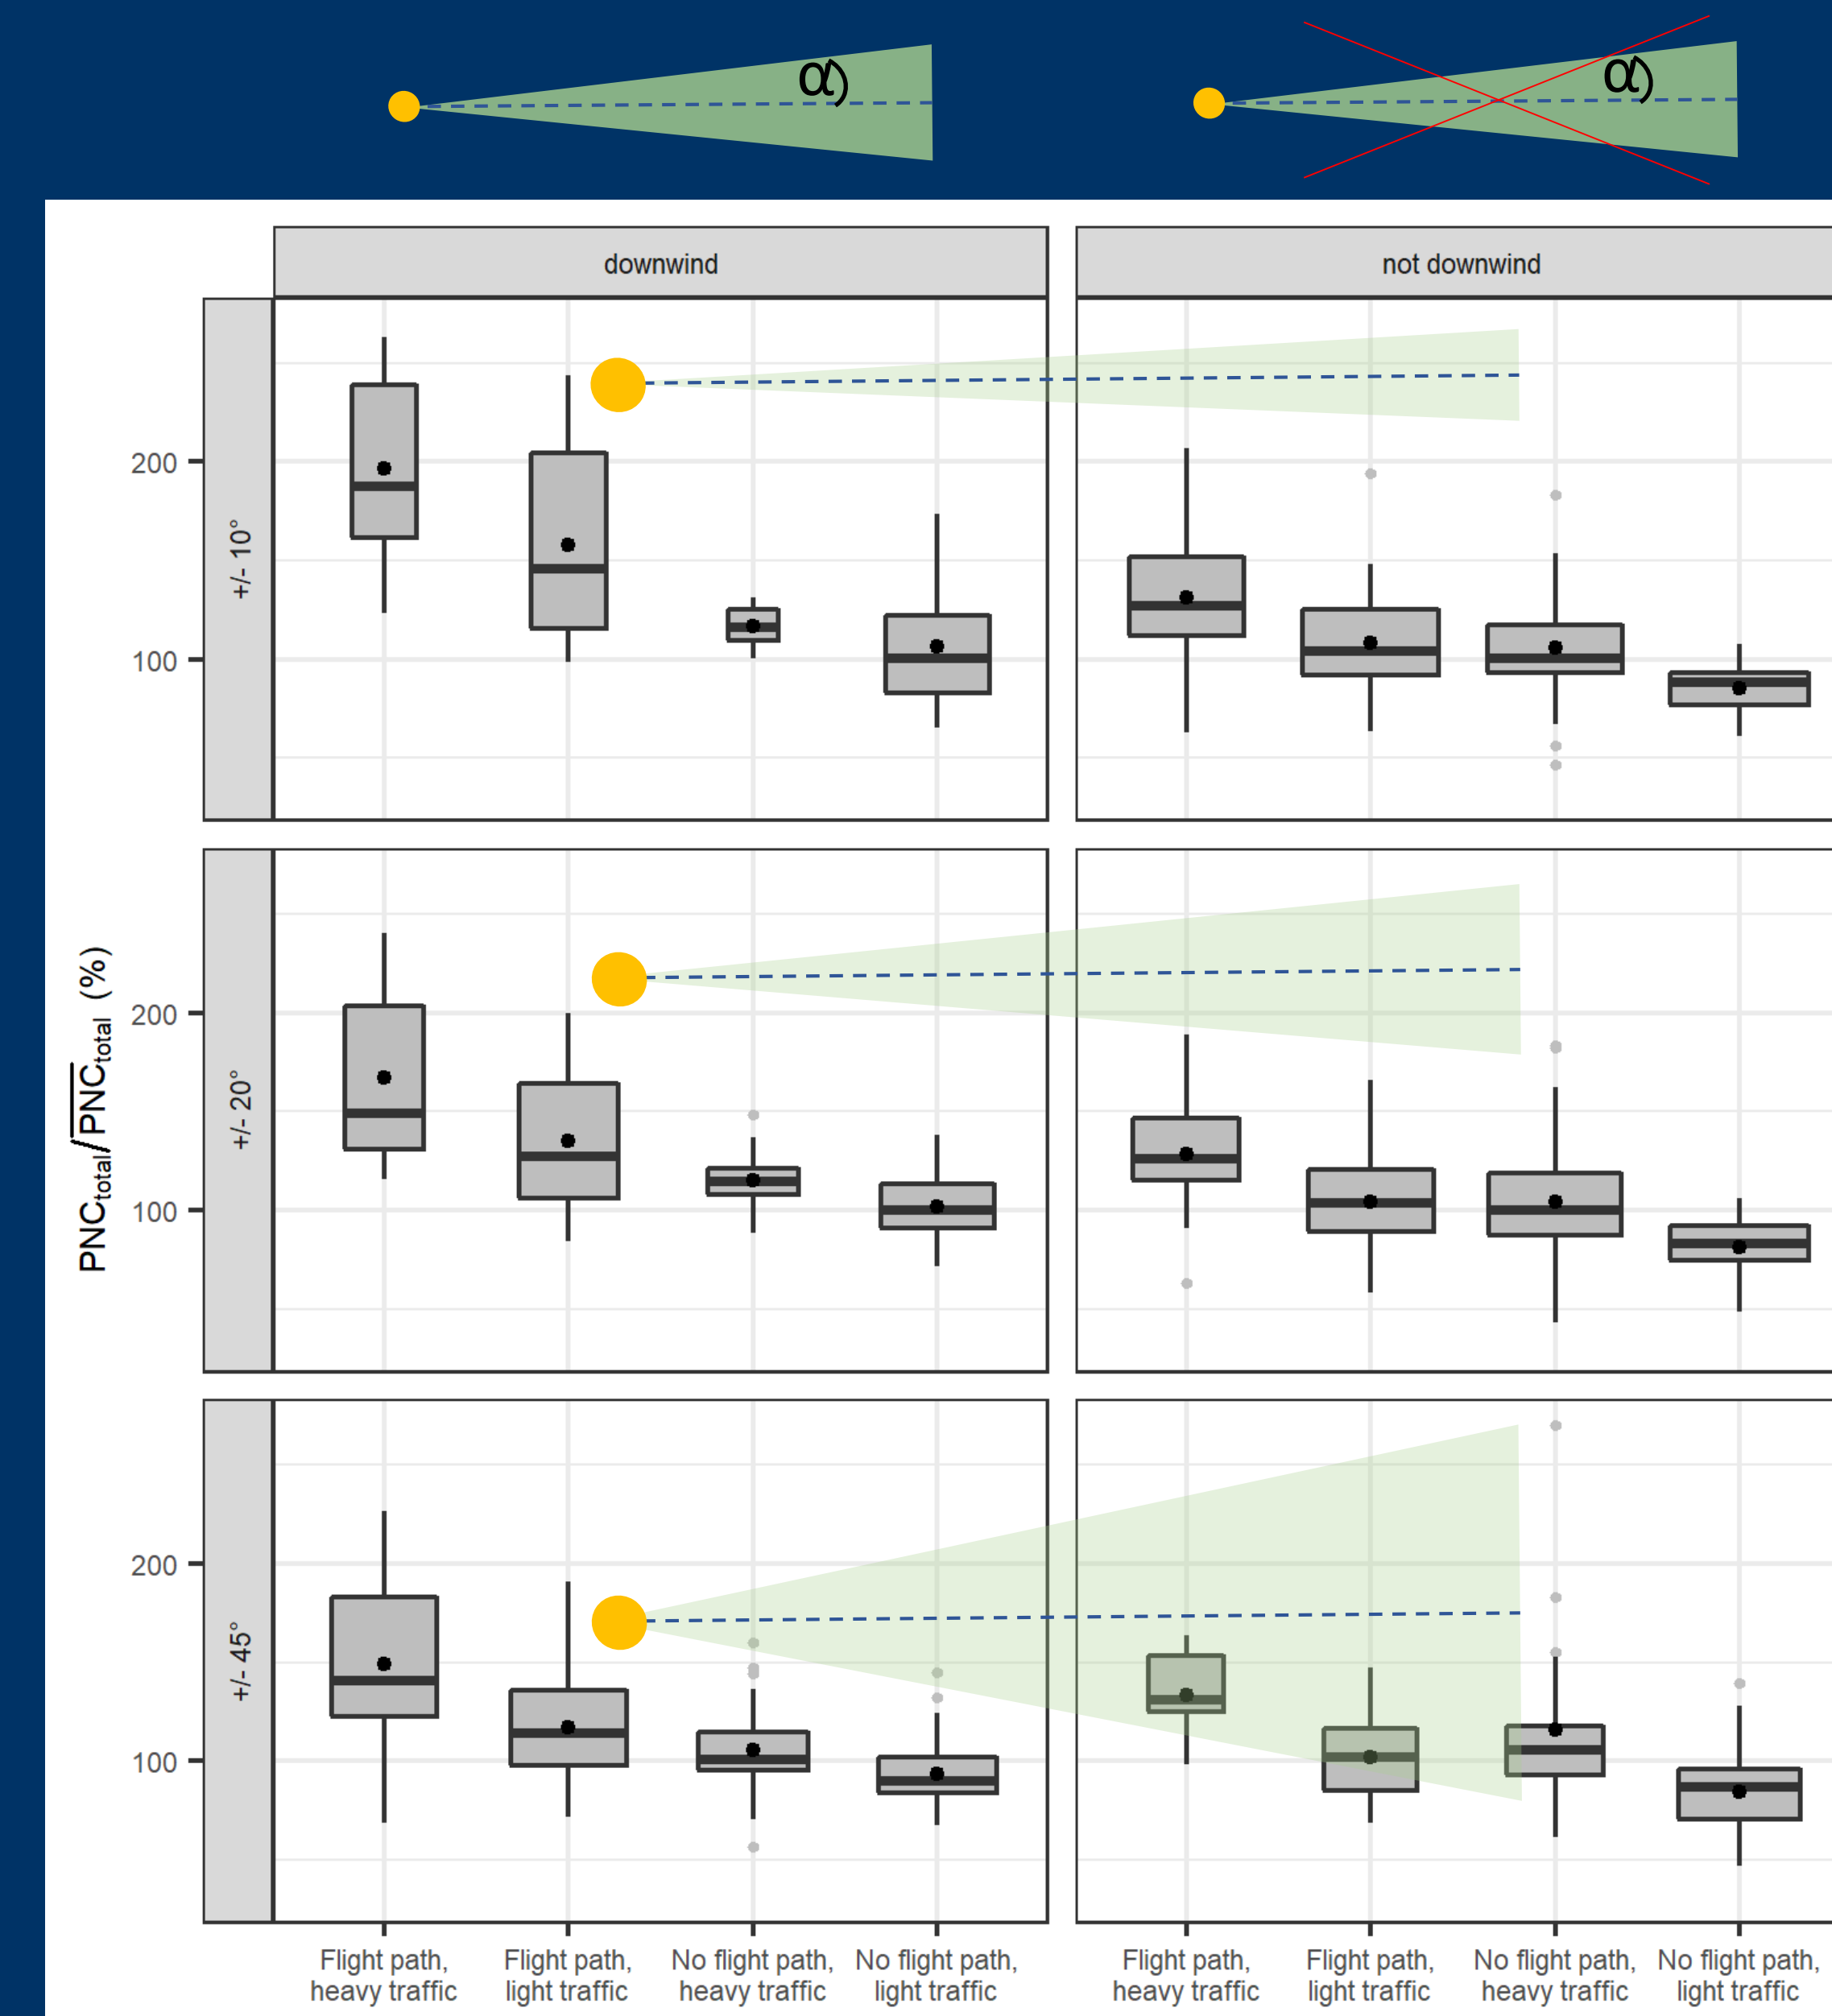 α
α
downwind
not downwind
+/- 10°
200
100
+/- 20°
200
100
PNCtotal/PNCtotal (%)
+/- 45°
200
100
Flight path, heavy traffic
Flight path, light traffic
No flight path, heavy traffic
No flight path, light traffic
Flight path, heavy traffic
Flight path, light traffic
No flight path, heavy traffic
No flight path, light traffic